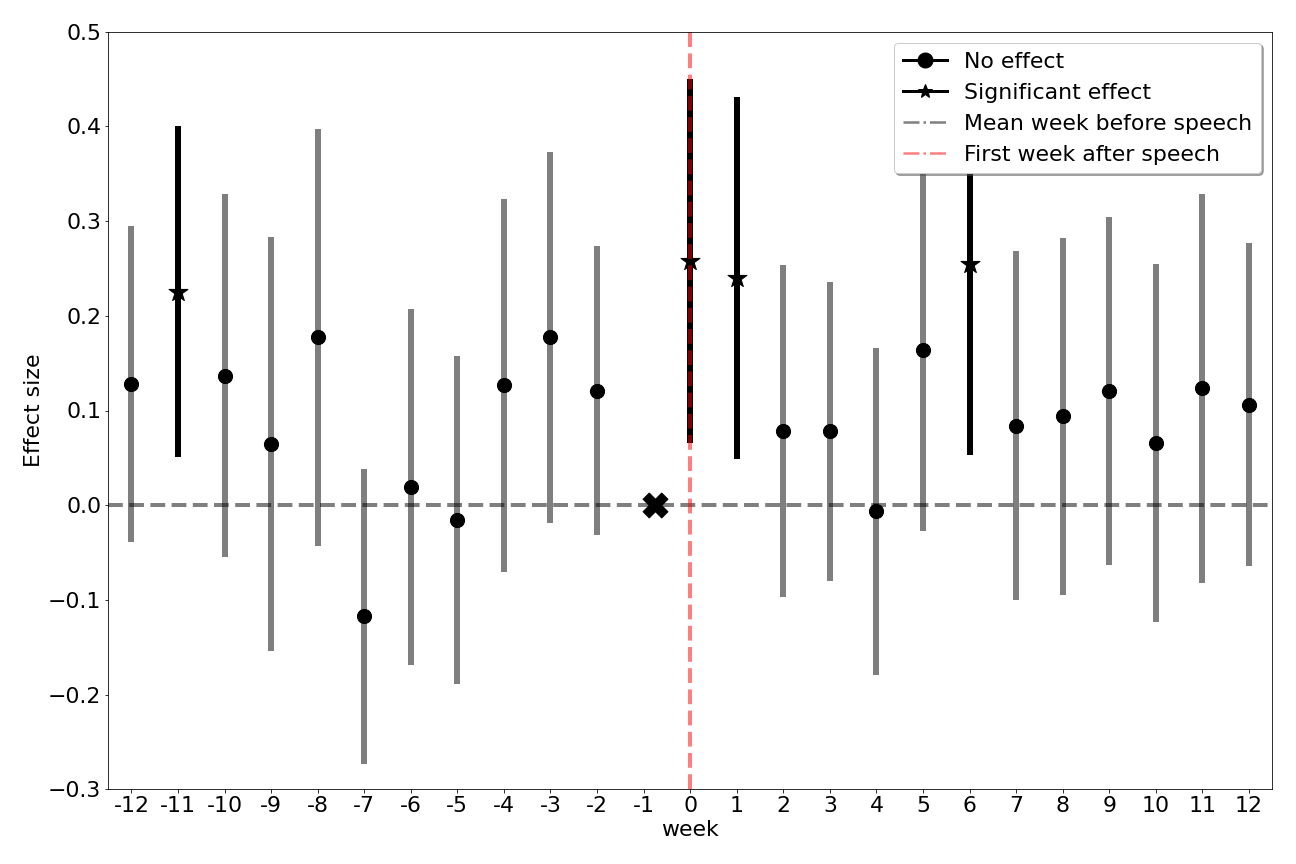 0.5
0.4
0.3
0.2
0.1
0.0
−0.1
−0.2
−0.3
Effect size
No effect
Significant effect
Mean week before speech
First week after speech
-12 -11 -10 -9 -8 -7 -6 -5 -4 -3 -2 -1 0 1 2 3 4 5 6 7 8 9 10 11 12
week